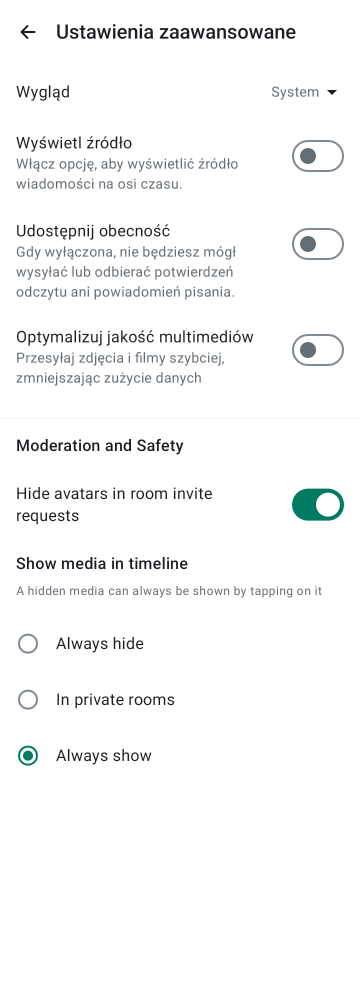 Ustawienia zaawansowane
Wygląd
System
Wyświetl źródło
Włącz opcję, aby wyświetlić źródło
wiadomości na osi czasu.
Udostępnij obecność
Gdy wyłączona, nie będziesz mógł
wysyłać lub odbierać potwierdzeń
odczytu ani powiadomień pisania.
Optymalizuj jakość multimediów
Przesyłaj zdjęcia i filmy szybciej,
zmniejszając zużycie danych
Moderation and Safety
Hide avatars in room invite
requests
Show media in timeline
A hidden media can always be shown by tapping on it
Always hide
In private rooms
Always show